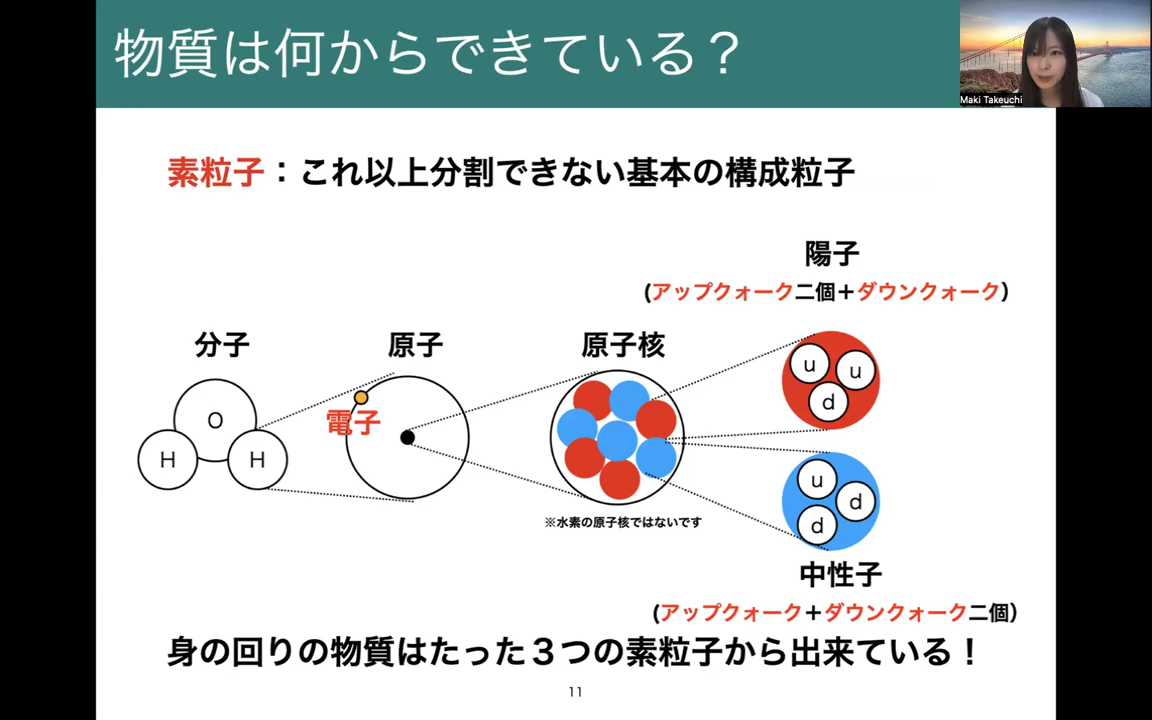 物質は何からできている？
Maki Takeuchi
素粒子：これ以上分割できない基本の構成粒子
陽子
(アップクォーク二個＋ダウンクォーク）
分子
原子
原子核
u
u
d
O
電子
H
H
u
d
d
※水素の原子核ではないです
中性子
(アップクォーク＋ダウンクォーク二個）
身の回りの物質はたった３つの素粒子から出来ている！
11